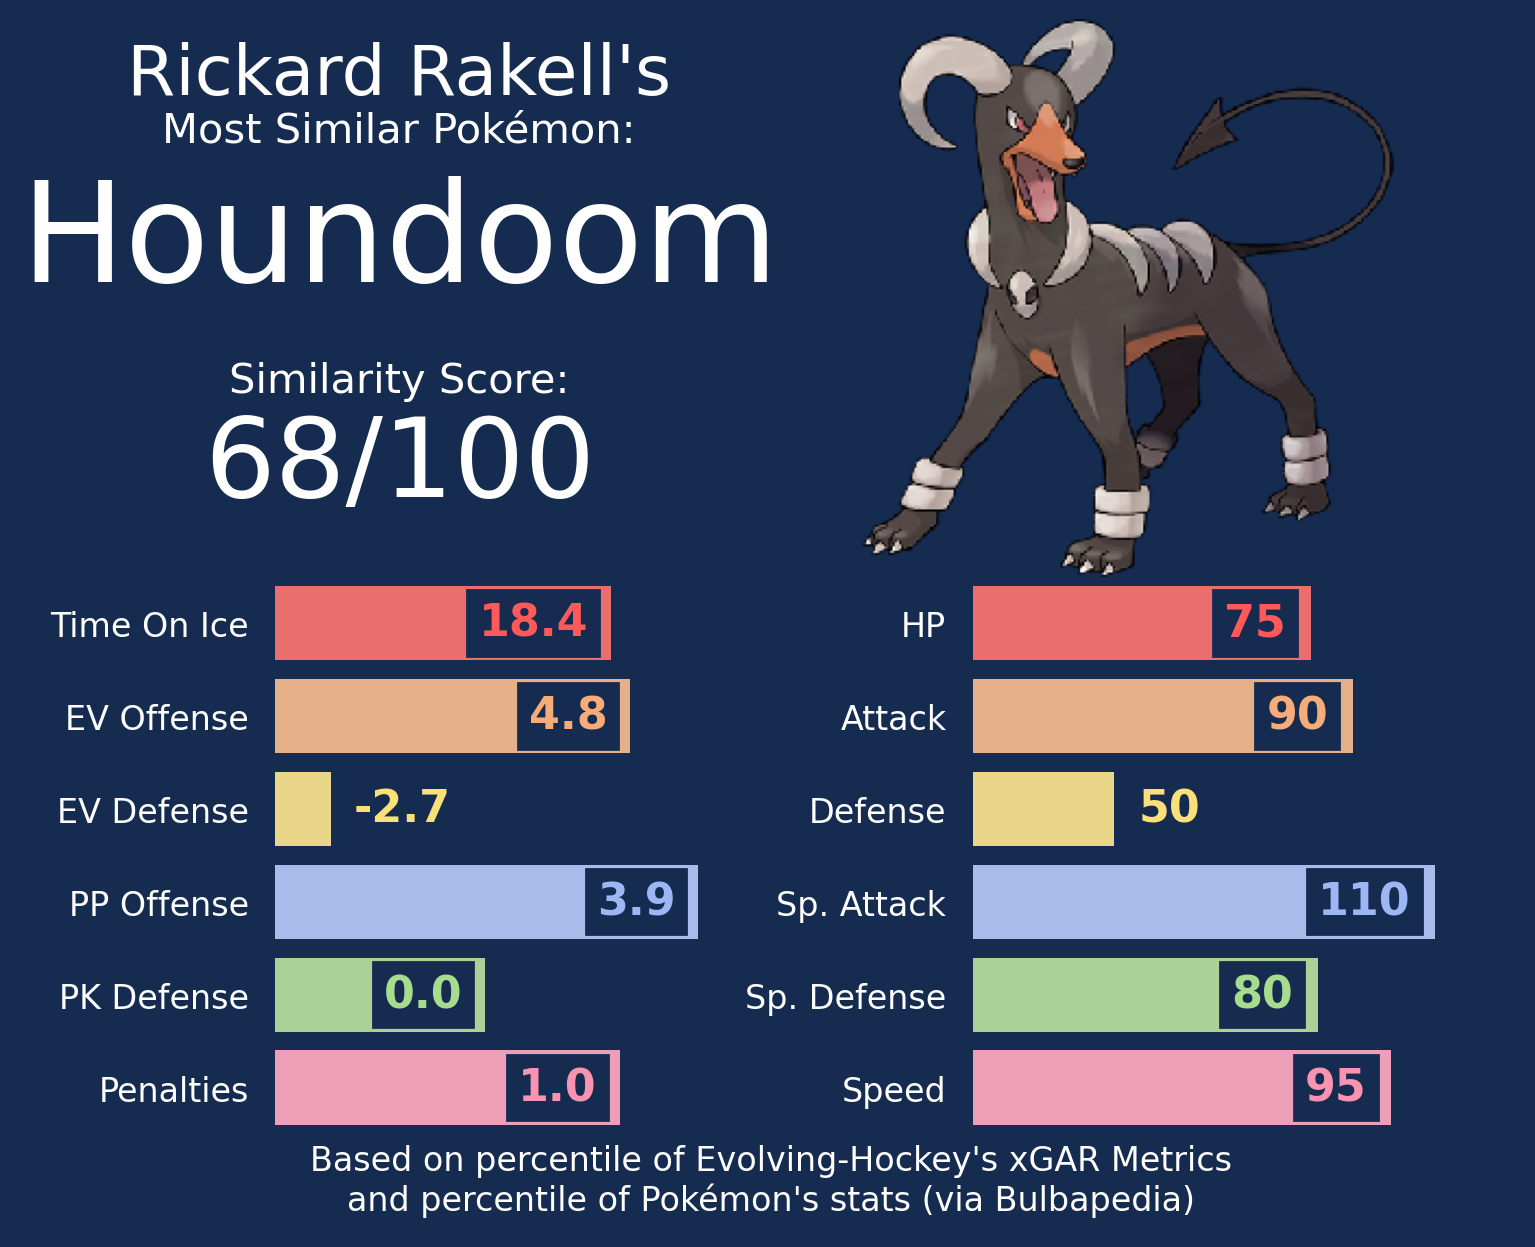 Rickard Rakell's
Most Similar Pokémon:
Houndoom
Similarity Score:
68/100
Time On Ice 18.4
EV Offense 4.8
EV Defense -2.7
PP Offense 3.9
PK Defense 0.0
Penalties 1.0
HP 75
Attack 90
Defense 50
Sp. Attack 110
Sp. Defense 80
Speed 95
Based on percentile of Evolving-Hockey's xGAR Metrics
and percentile of Pokémon's stats (via Bulbapedia)